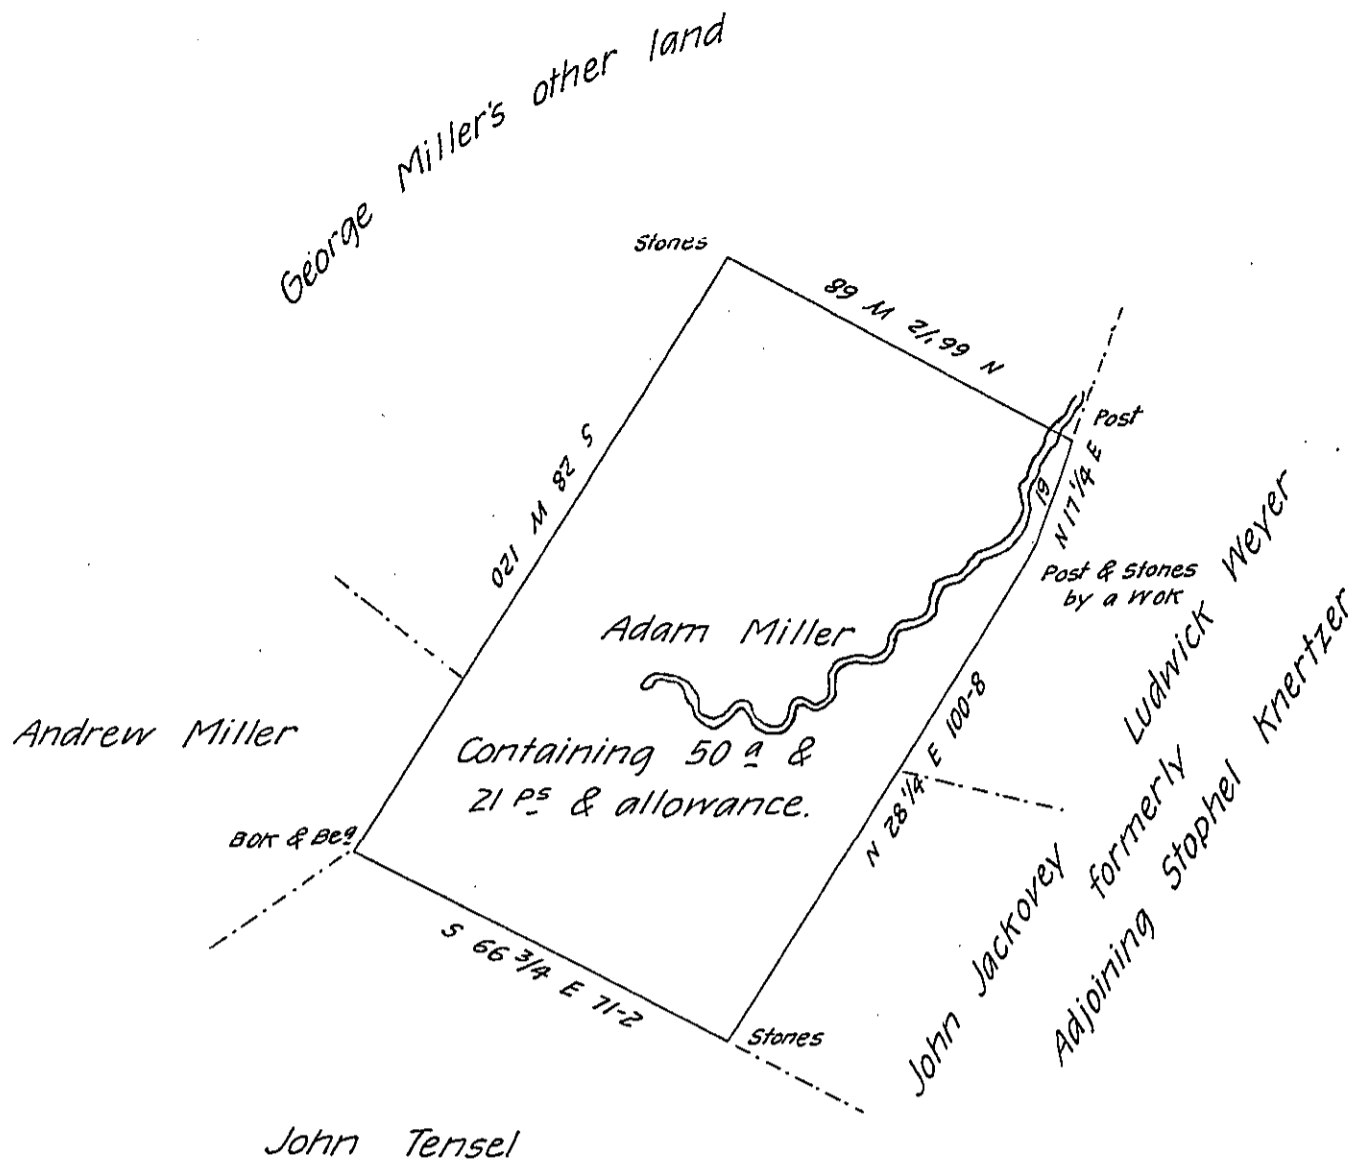 George Miller's other land
Stones
N 66 1/2 W 68
Post
S 28 W 120
19
N 17 1/4 E
Post & Stones
by a WOK
Adam Miller
Ludwick Weyer
Andrew Miller
Containing 50 a &
21 Ps & allowance.
N 28 1/4 E 100-8
formerly
Adjoining Stophel Knertzer
John Jackovey
BOK & Beg
S 66 3/4 E 71-2
Stones
John Tensel